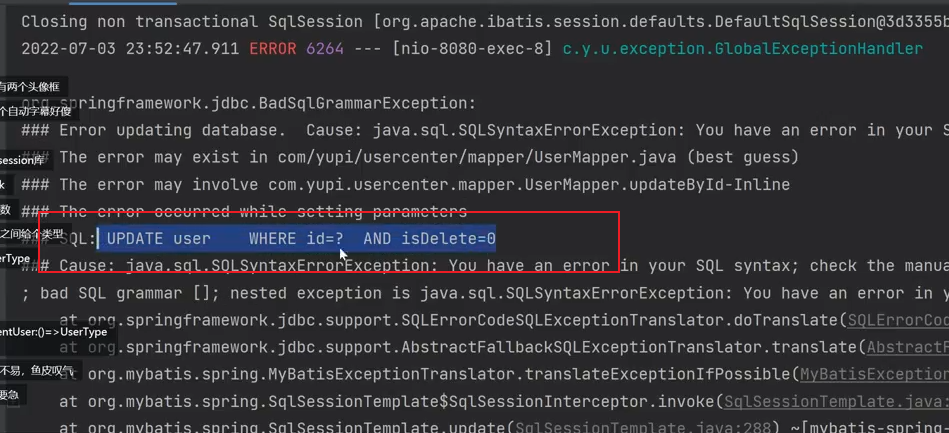 Closing non transactional SqlSession [org.apache.ibatis.session.defaults.DefaultSqlSession@3d3355b
2022-07-03 23:52:47.911 ERROR 6264 --- [nio-8080-exec-8] c.y.u.exception.GlobalExceptionHandler
有两个头像框
org.springframework.jdbc.BadSqlGrammarException:
个自动字幕好傻
### Error updating database. Cause: java.sql.SQLSyntaxErrorException: You have an error in your S
session库
### The error may exist in com/yupi/usercenter/mapper/UserMapper.java (best guess)
k
### The error may involve com.yupi.usercenter.mapper.UserMapper.updateById-Inline
数
### The error occurred while setting parameters
之间给个类型
### SQL: UPDATE user WHERE id=? AND isDelete=0
erType
### Cause: java.sql.SQLSyntaxErrorException: You have an error in your SQL syntax; check the manua
; bad SQL grammar []; nested exception is java.sql.SQLSyntaxErrorException: You have an error in y
at org.springframework.jdbc.support.SQLErrorCodeSQLExceptionTranslator.doTranslate(SQLErrorCod
entUser:()=>UserType
at org.springframework.jdbc.support.AbstractFallbackSQLExceptionTranslator.translate(AbstractF
不易，鱼皮叹气
at org.mybatis.spring.MyBatisExceptionTranslator.translateExceptionIfPossible(MyBatisException
要急
at org.mybatis.spring.SqlSessionTemplate$SqlSessionInterceptor.invoke(SqlSessionTemplate.java:
at org.mybatis.spring.SqlSessionTemplate.update(SqlSessionTemplate.java:288) ~[mybatis-spring-